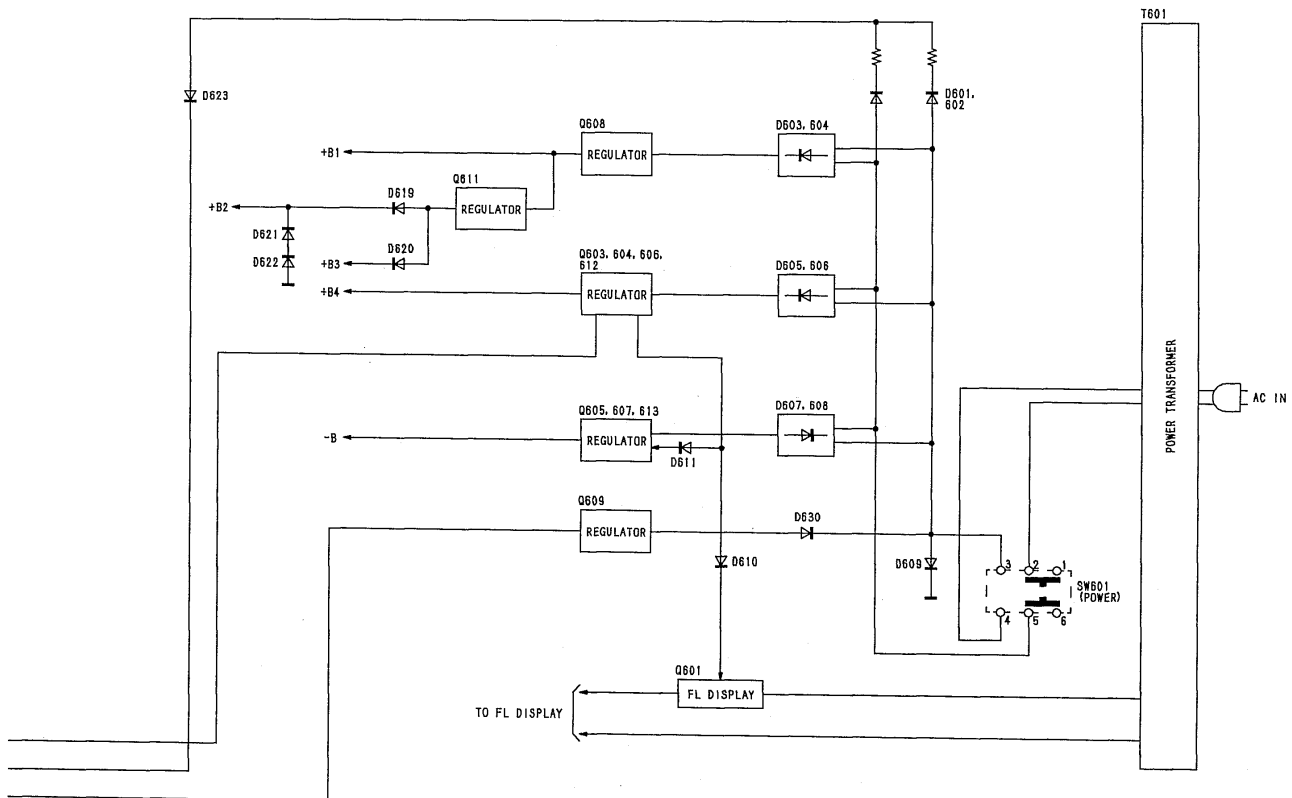 T601
D623
D601,
602
Q608
D603, 604
+B1
REGULATOR
Q611
D619
REGULATOR
+B2
D621
D620
Q603, 604, 606,
612
D605, 606
D622
+B3
+B4
REGULATOR
POWER TRANSFORMER
AC IN
Q605, 607, 613
D607, 608
-B
REGULATOR
D611
Q609
D630
REGULATOR
D610
D609
3
2
1
SW601
(POWER)
4
5
6
Q601
FL DISPLAY
TO FL DISPLAY